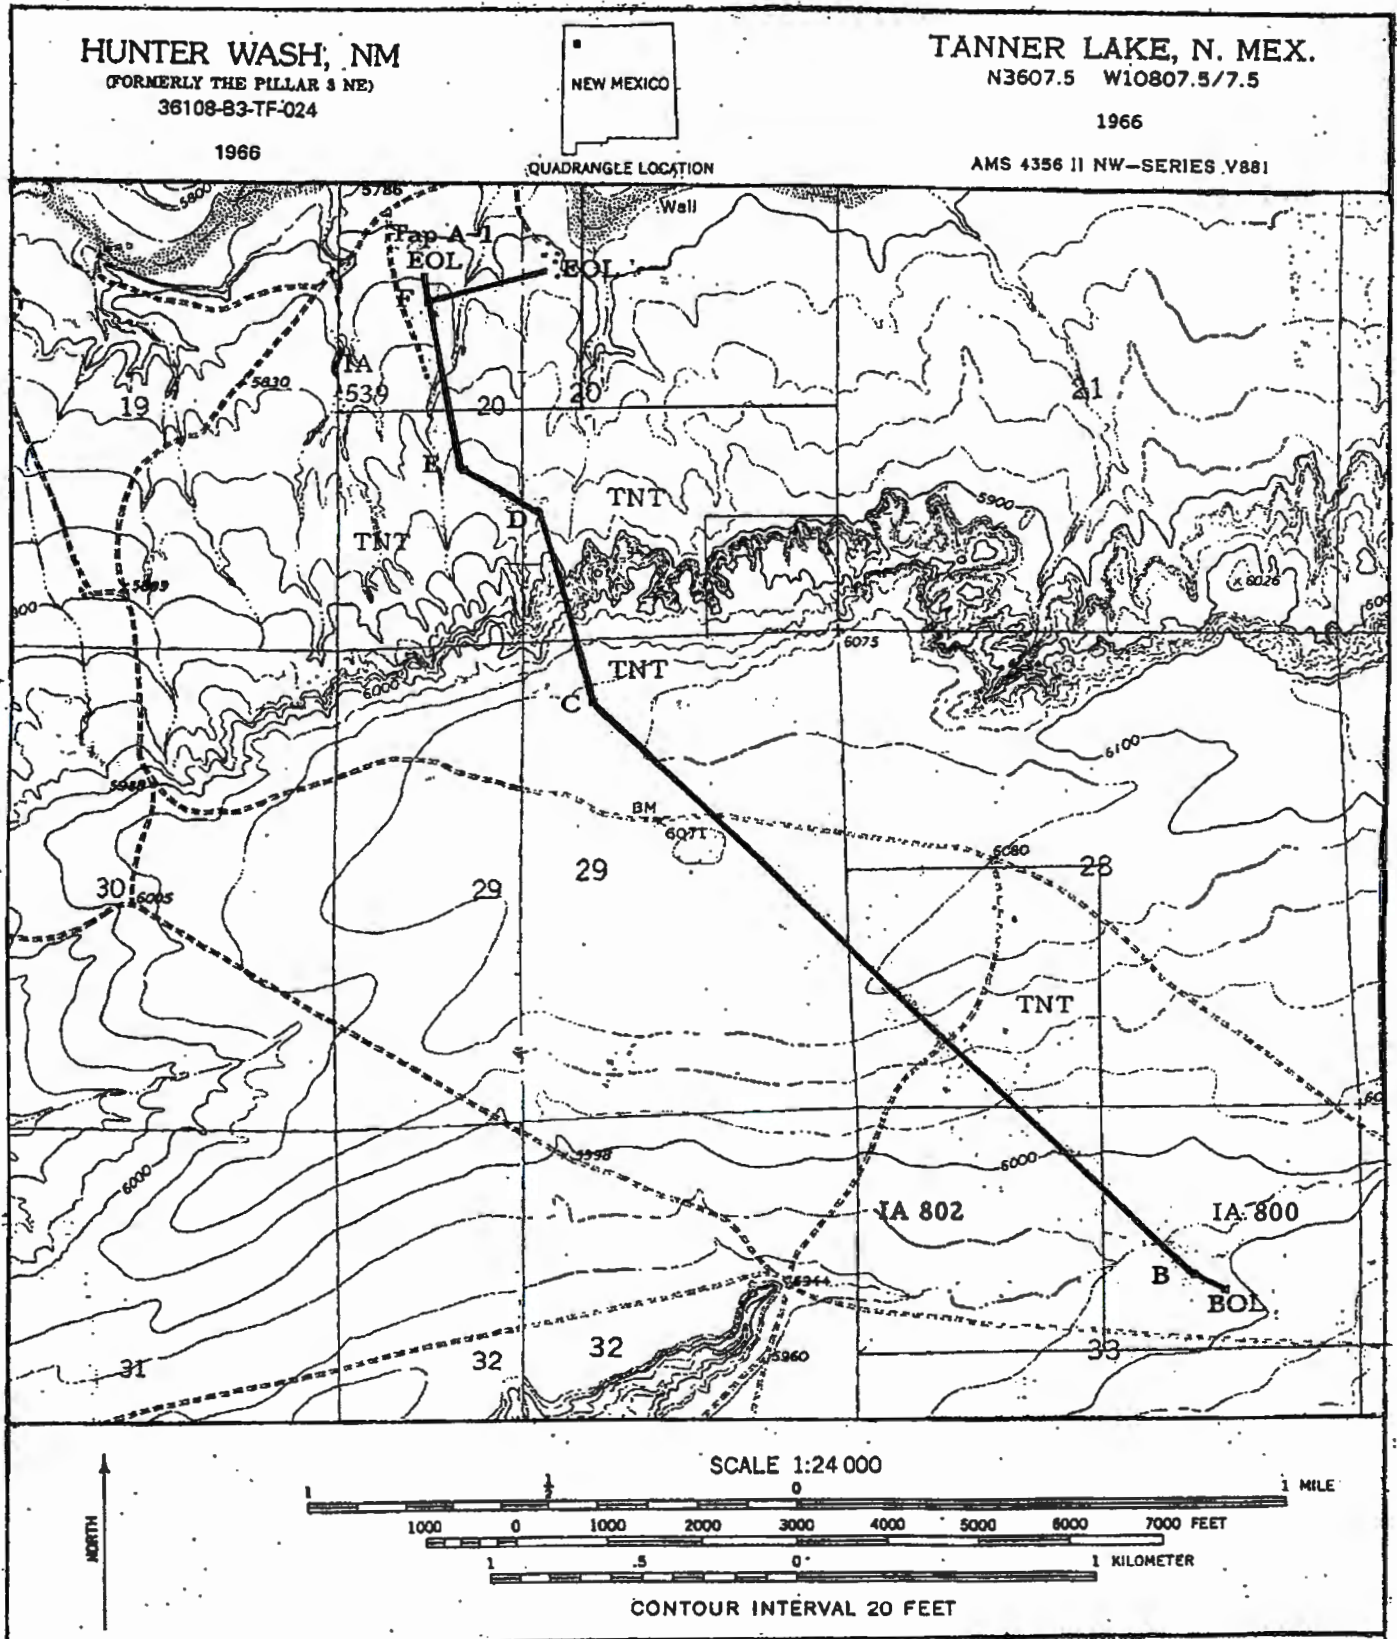 HUNTER WASH, NM
(FORMERLY THE PILLAR 3 NE)
36108-B3-TF-024
1966
NEW MEXICO
QUADRANGLE LOCATION
TANNER LAKE, N. MEX.
N3607.5 W10807.5/7.5
1966
AMS 4356 II NW-SERIES V881
5800
5786
Wall
Tap A-1
EOL
EOL
F
IA
539
5830
19
20
20
21
E
TNT
5900
D
TNT
6026
6075
TNT
6000
C
6100
5988
BM
6071
6080
28
30
6005
29
29
TNT
5998
6000
6000
IA 802
IA 800
B
BOL
31
32
32
5960
33
SCALE 1:24 000
1 ½ 0 1 MILE
1000 0 1000 2000 3000 4000 5000 6000 7000 FEET
1 .5 0 1 KILOMETER
CONTOUR INTERVAL 20 FEET
NORTH